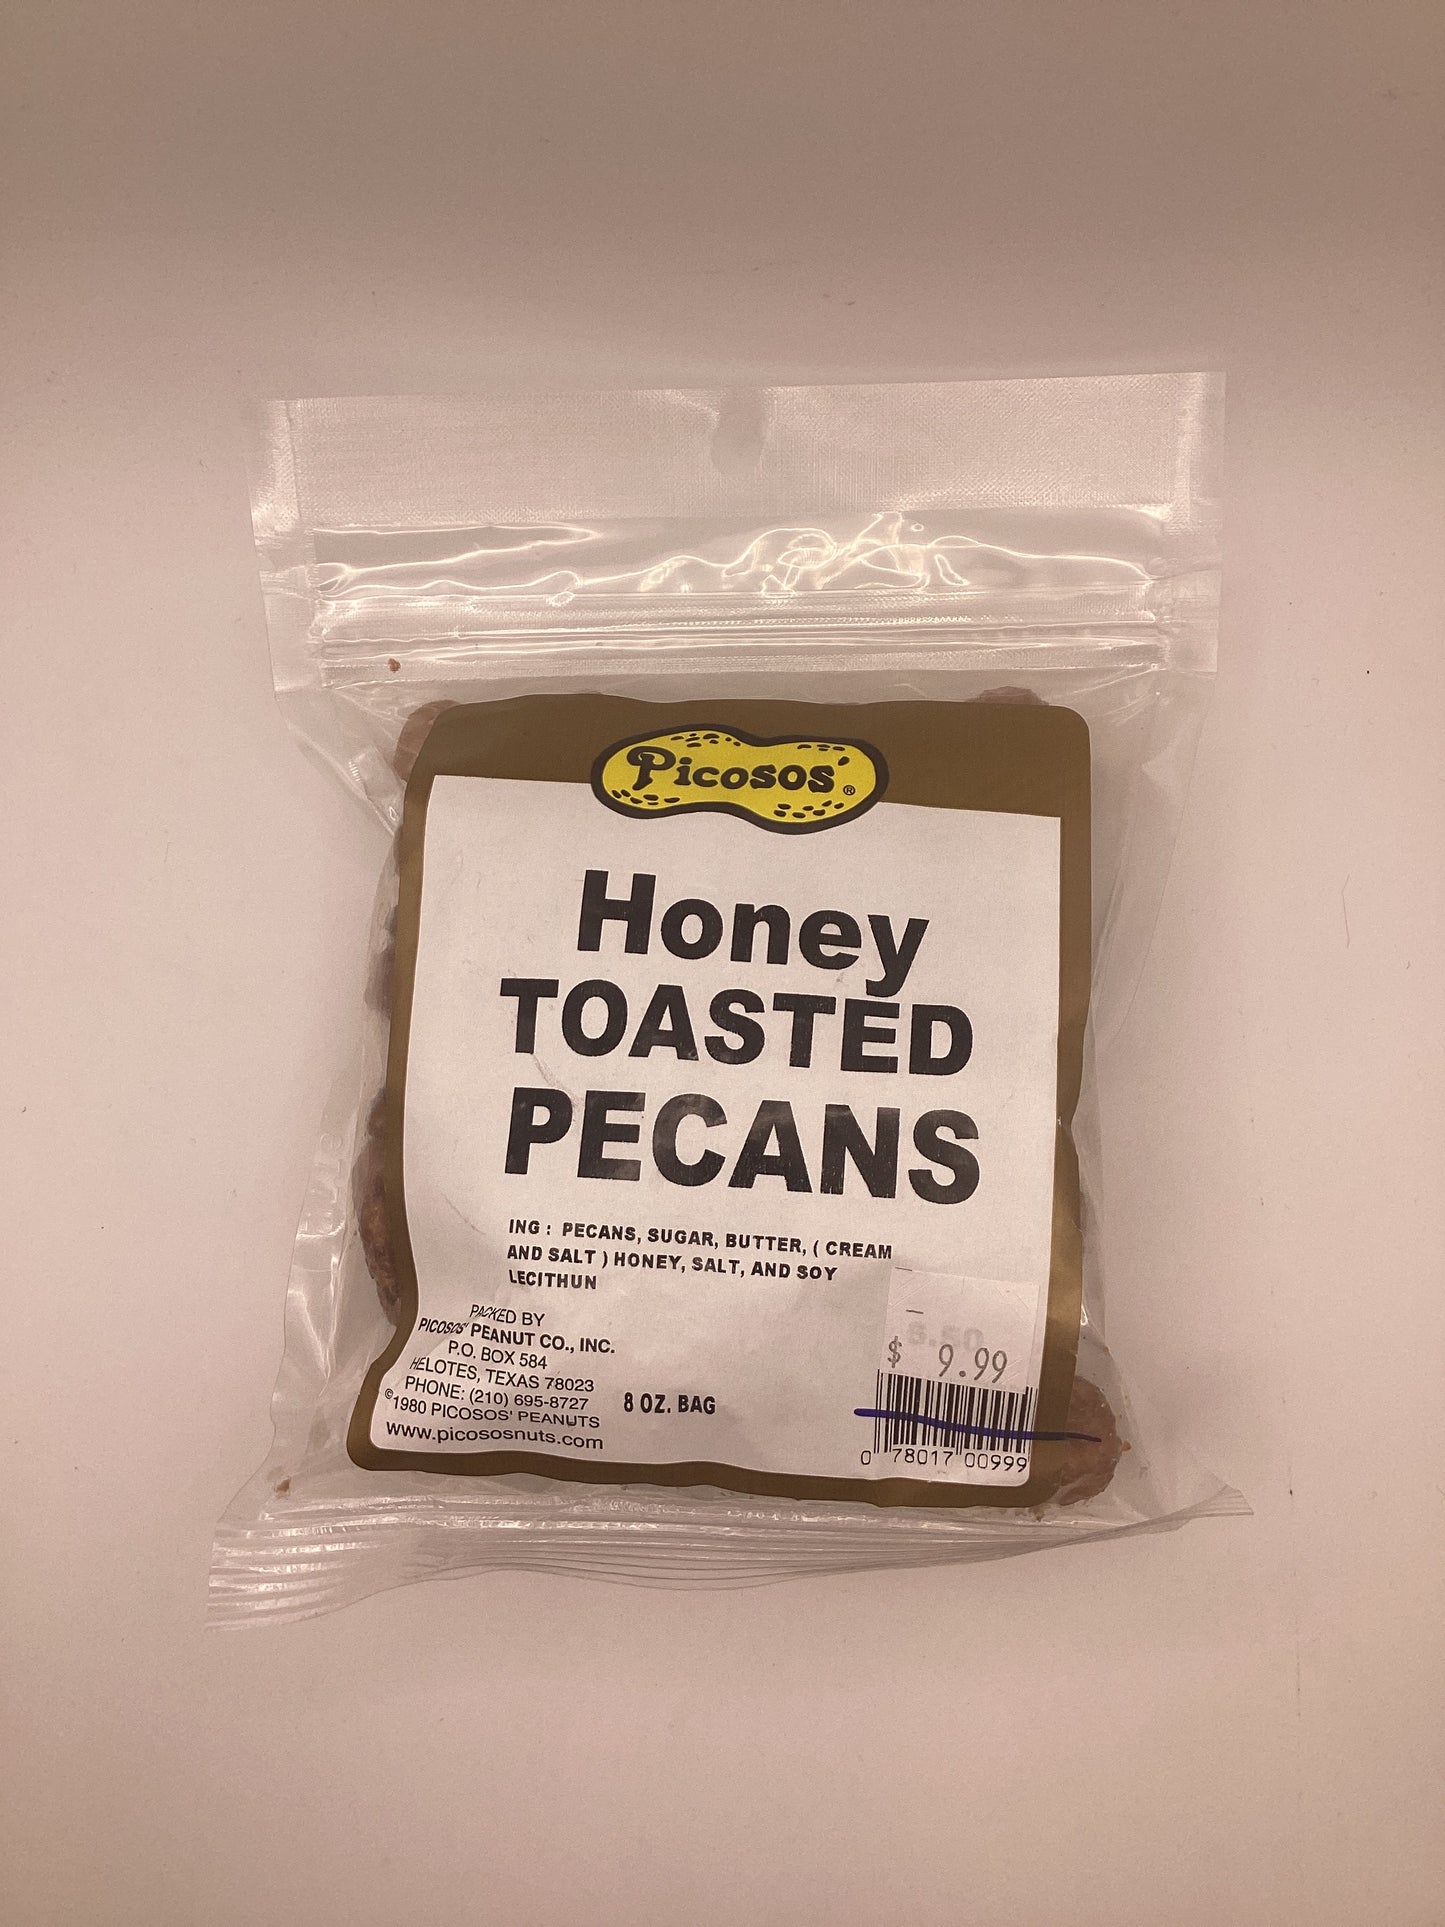 Picosos' ®
Honey
TOASTED
PECANS
ING : PECANS, SUGAR, BUTTER, ( CREAM
AND SALT ) HONEY, SALT, AND SOY
LECITHUN
PACKED BY
PICOSOS' PEANUT CO., INC.
P.O. BOX 584
HELOTES, TEXAS 78023
PHONE: (210) 695-8727
©1980 PICOSOS' PEANUTS
www.picososnuts.com
8 OZ. BAG
$ 9.99
0 78017 00999